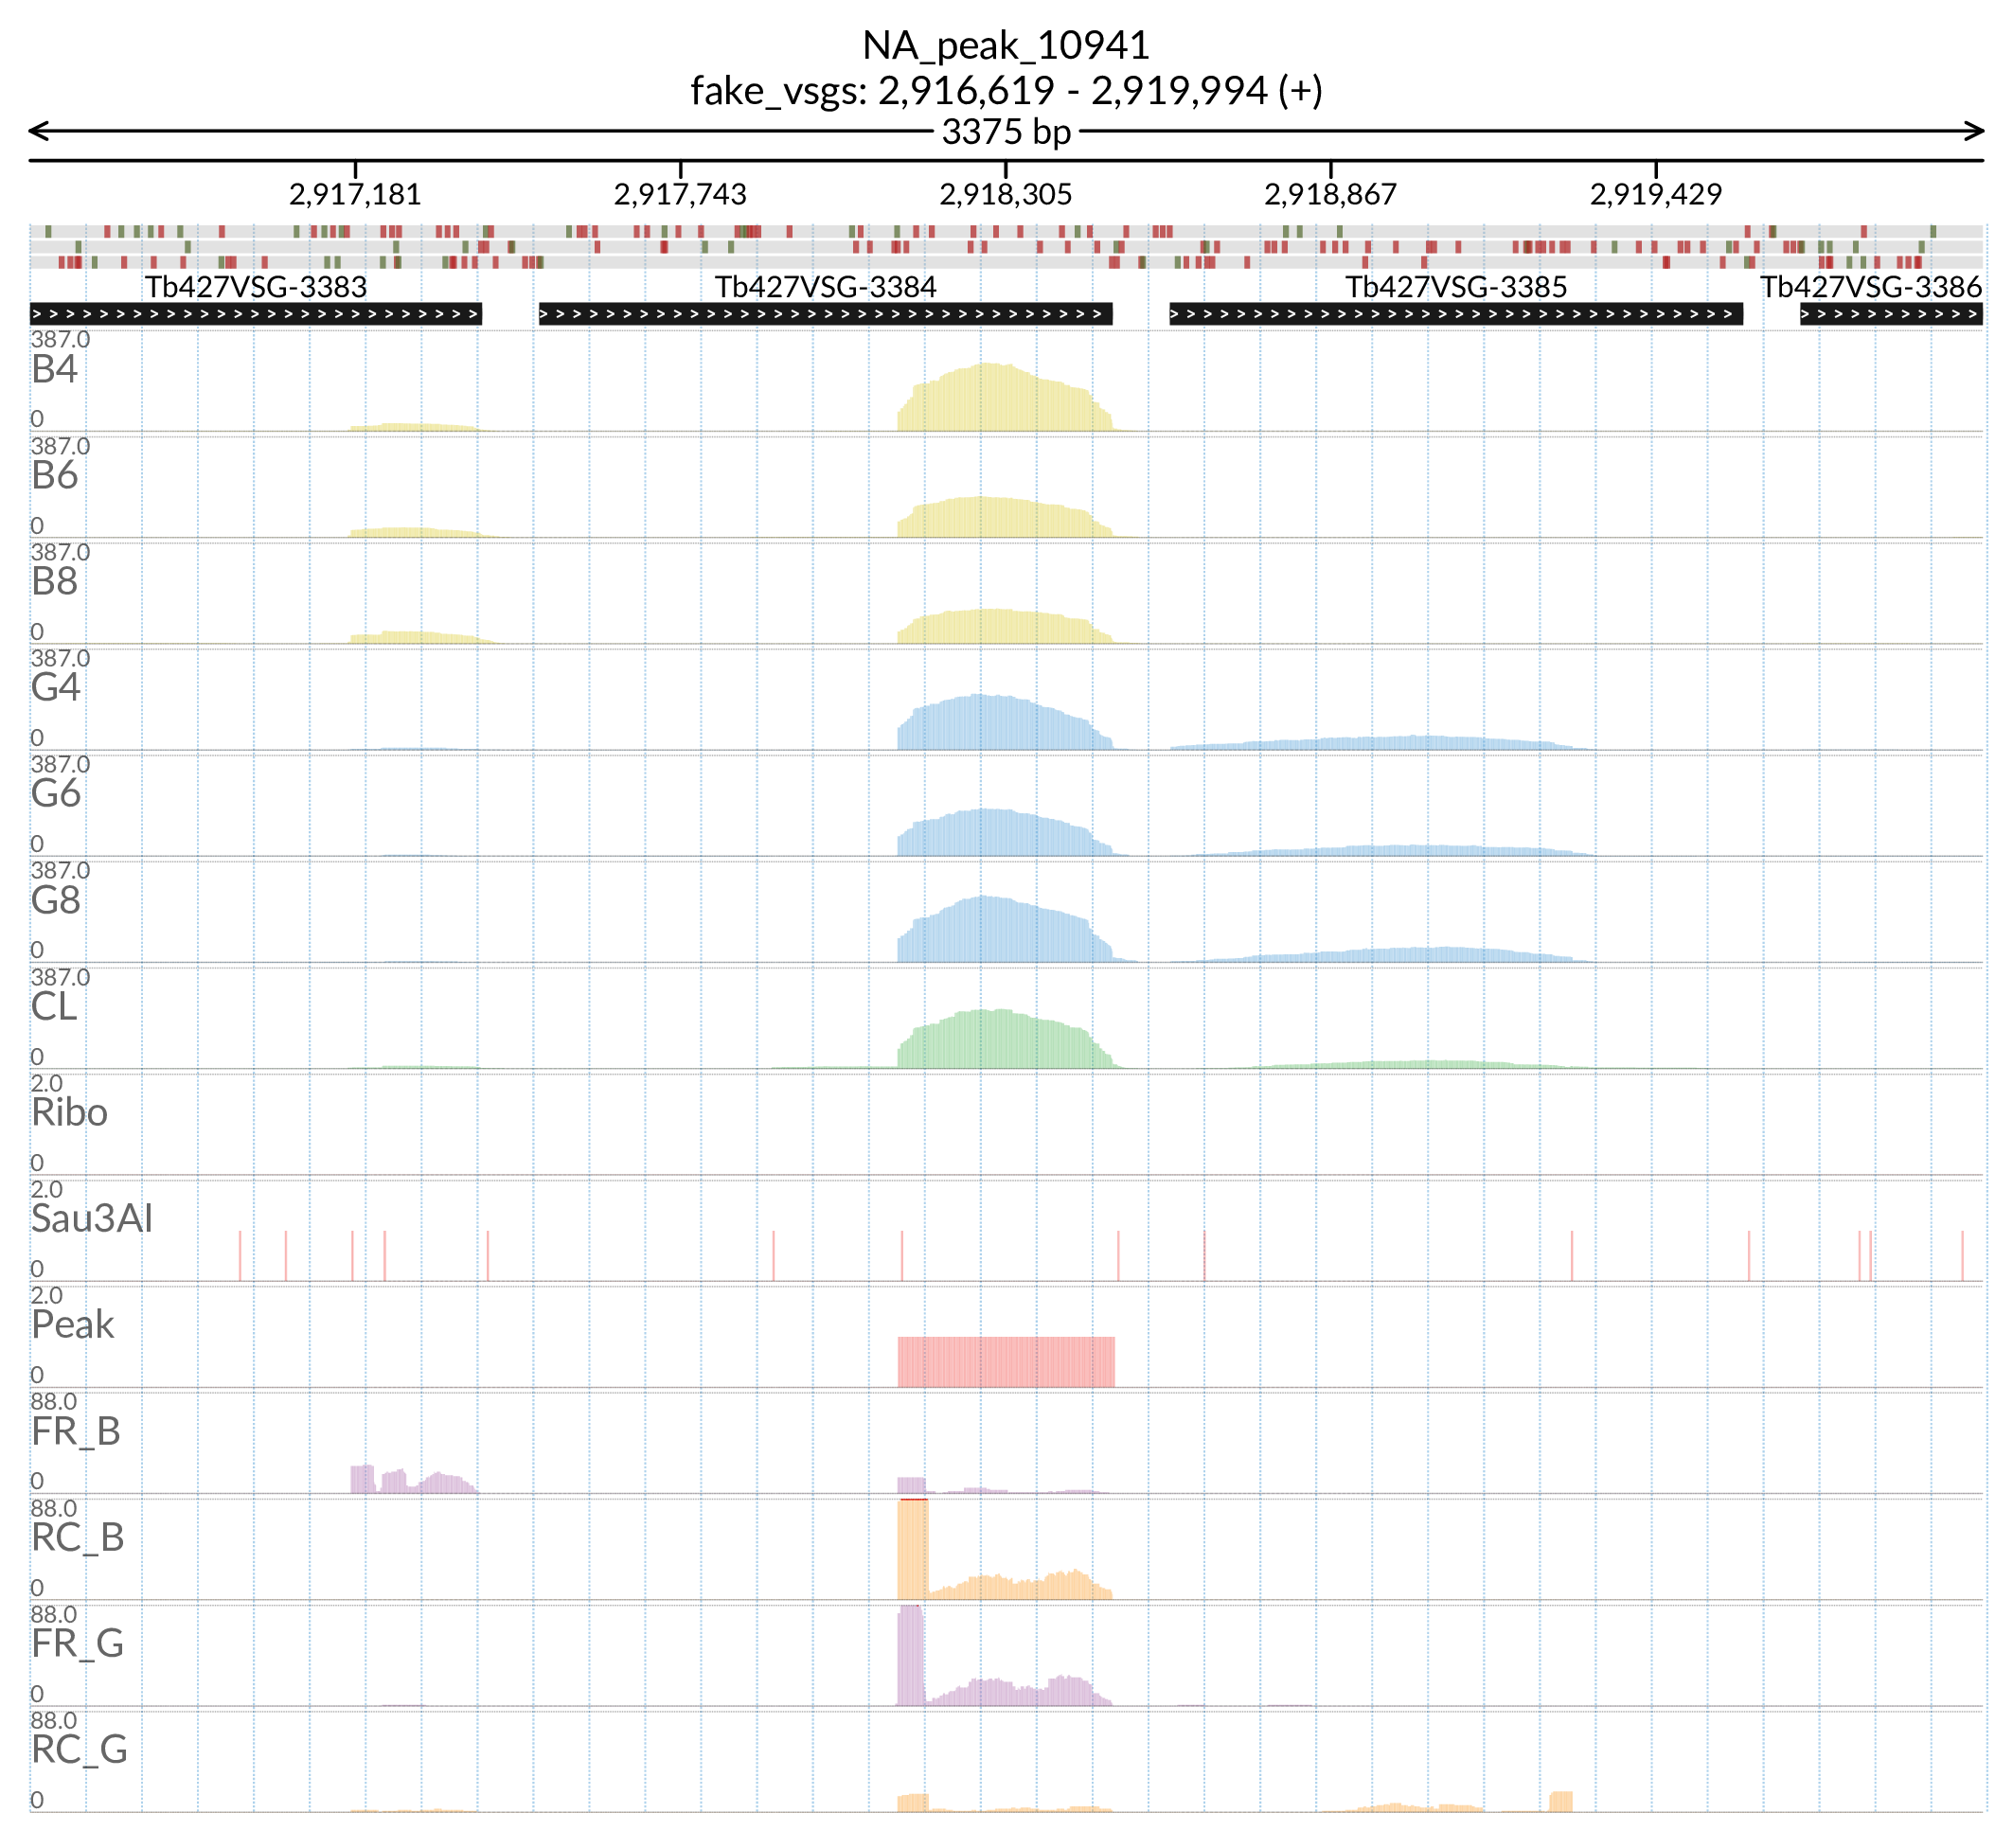 NA_peak_10941
fake_vsgs: 2,916,619 - 2,919,994 (+)
3375 bp
2,917,181 2,917,743 2,918,305 2,918,867 2,919,429
Tb427VSG-3383 Tb427VSG-3384 Tb427VSG-3385 Tb427VSG-3386
387.0
B4
0
387.0
B6
0
387.0
B8
0
387.0
G4
0
387.0
G6
0
387.0
G8
0
387.0
CL
0
2.0
Ribo
0
2.0
Sau3AI
0
2.0
Peak
0
88.0
FR_B
0
88.0
RC_B
0
88.0
FR_G
0
88.0
RC_G
0